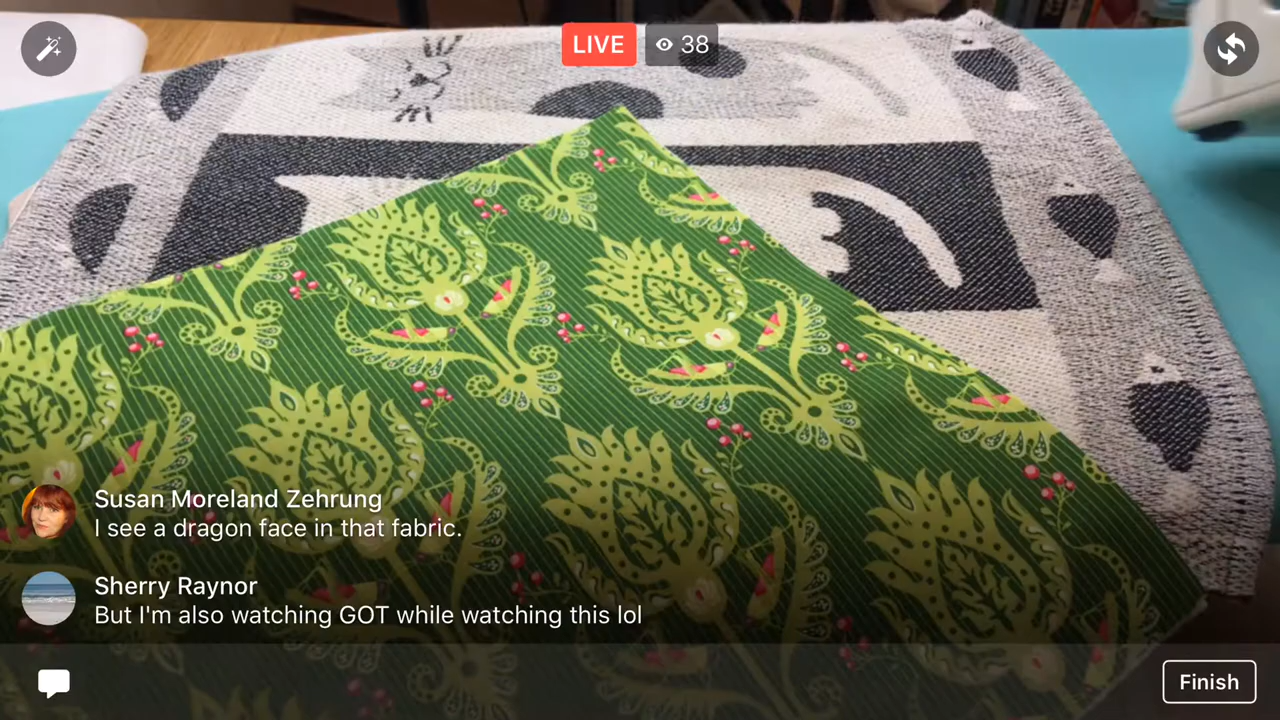 LIVE
38
Susan Moreland Zehrung
I see a dragon face in that fabric.
Sherry Raynor
But I'm also watching GOT while watching this lol
Finish